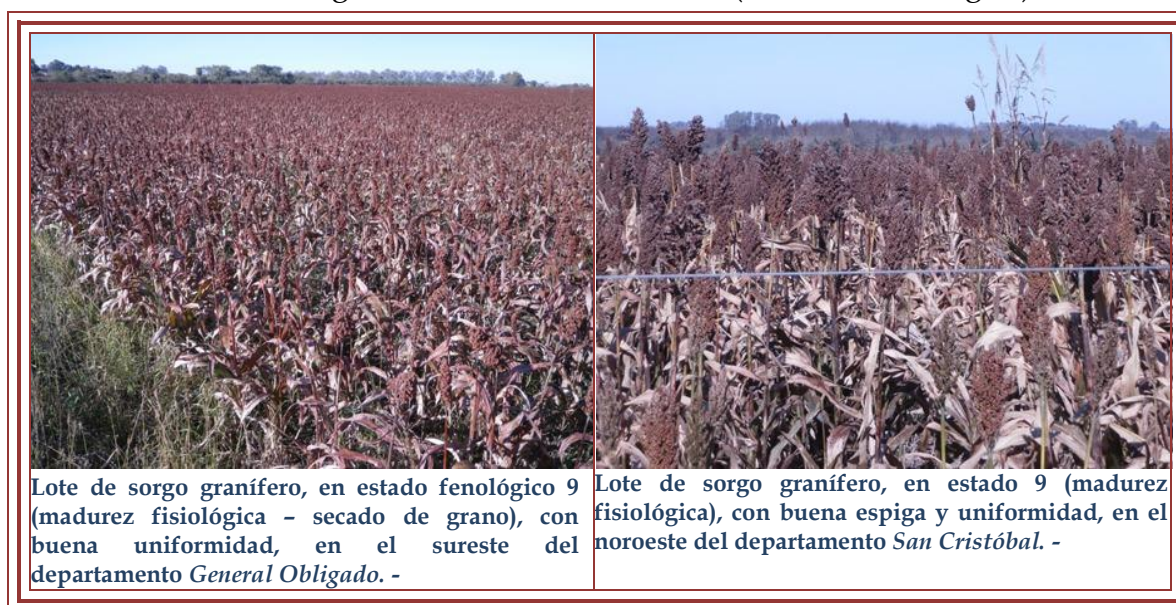 Lote de sorgo granífero, en estado fenológico 9
(madurez fisiológica – secado de grano), con
buena uniformidad, en el sureste del
departamento General Obligado. -
Lote de sorgo granífero, en estado 9 (madurez
fisiológica), con buena espiga y uniformidad, en el
noroeste del departamento San Cristóbal. -